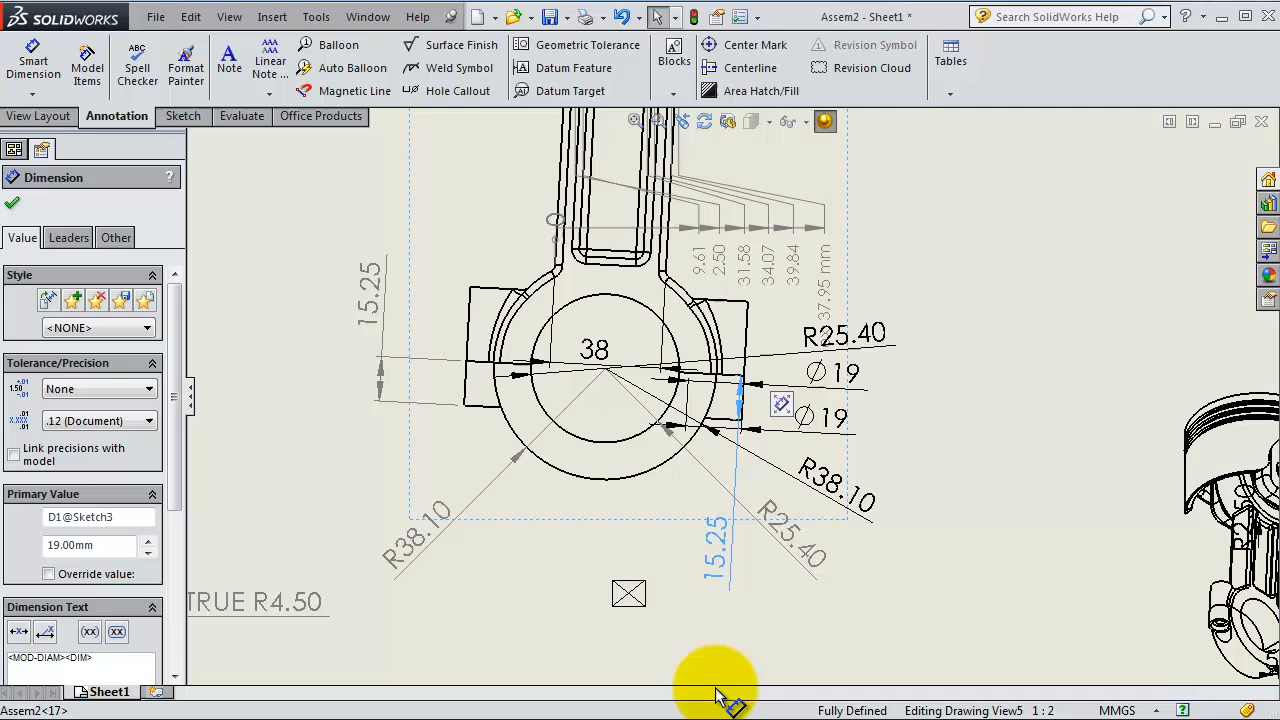 SOLIDWORKS File Edit View Insert Tools Window Help Assem2 - Sheet1 * Search SolidWorks Help
Smart Dimension
Model Items
ABC Spell Checker
Format Painter
Note
Linear Note ...
Balloon
Auto Balloon
Magnetic Line
Surface Finish
Weld Symbol
Hole Callout
Geometric Tolerance
Datum Feature
Datum Target
Blocks
Center Mark
Centerline
Area Hatch/Fill
Revision Symbol
Revision Cloud
Tables
View Layout Annotation Sketch Evaluate Office Products
Dimension ?
Value Leaders Other
Style
<NONE>
Tolerance/Precision
None
.12 (Document)
Link precisions with
model
Primary Value
D1@Sketch3
19.00mm
Override value:
Dimension Text
(xx) (xx)
<MOD-DIAM><DIM>
0
9.61
2.50
31.58
34.07
39.84
37.95 mm
15.25
38
R25.40
∅ 19
∅ 19
R38.10
R38.10
15.25
R25.40
TRUE R4.50
Sheet1
Assem2<17> Fully Defined Editing Drawing View5 1 : 2 MMGS